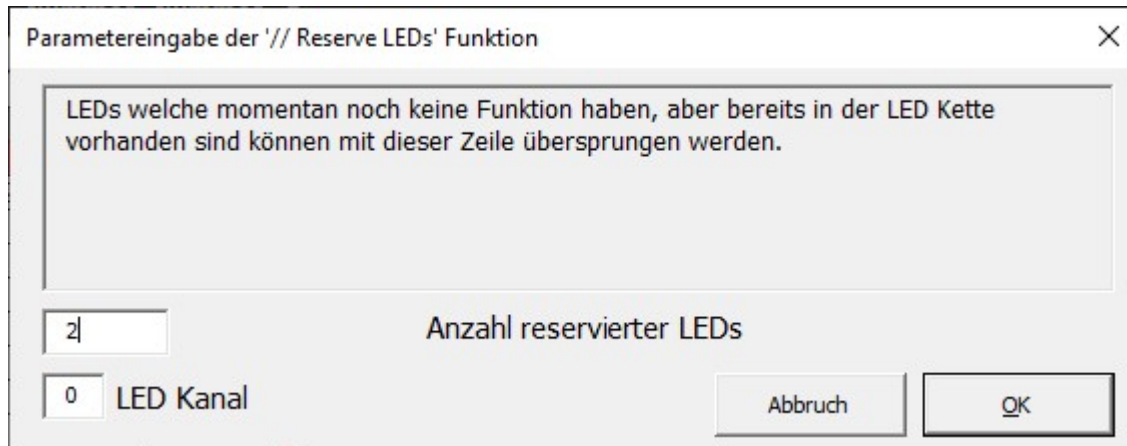 Parametereingabe der '// Reserve LEDs' Funktion
LEDs welche momentan noch keine Funktion haben, aber bereits in der LED Kette
vorhanden sind können mit dieser Zeile übersprungen werden.
2 Anzahl reservierter LEDs
0 LED Kanal Abbruch OK